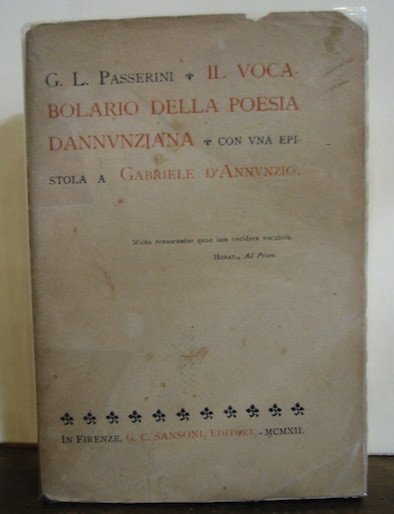 G. L. PASSERINI IL VOCA-
BOLARIO DELLA POESIA
DANNVNZIANA CON VNA EPI-
STOLA A GABRIELE D'ANNVNZIO.
Multa renascentur quae iam cecidere vocabula.
HORAT., Ad Pison
IN FIRENZE, G. C. SANSONI, EDITORE - MCMXII.